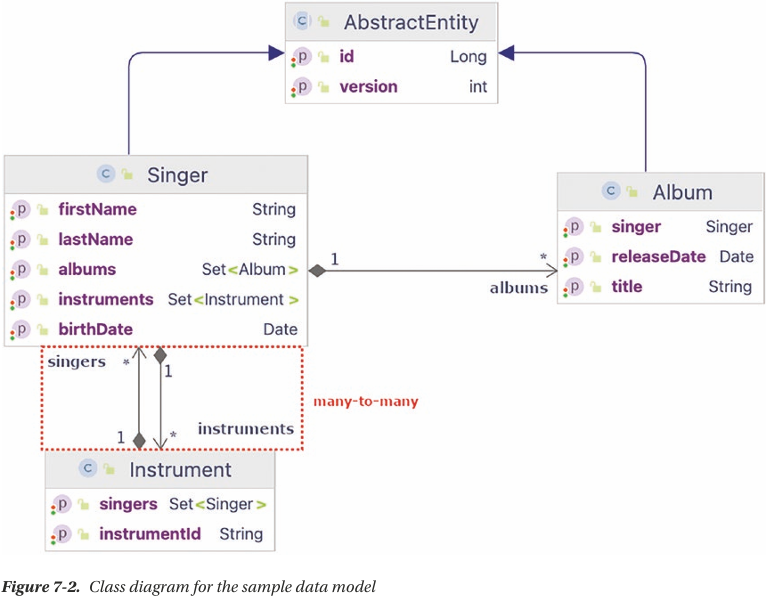 C AbstractEntity
p id Long
p version int
C Singer
p firstName String
p lastName String
p albums Set<Album>
p instruments Set<Instrument>
p birthDate Date
C Album
p singer Singer
p releaseDate Date
p title String
1 *
albums
singers * 1
many-to-many
1 * instruments
C Instrument
p singers Set<Singer>
p instrumentId String
Figure 7-2. Class diagram for the sample data model